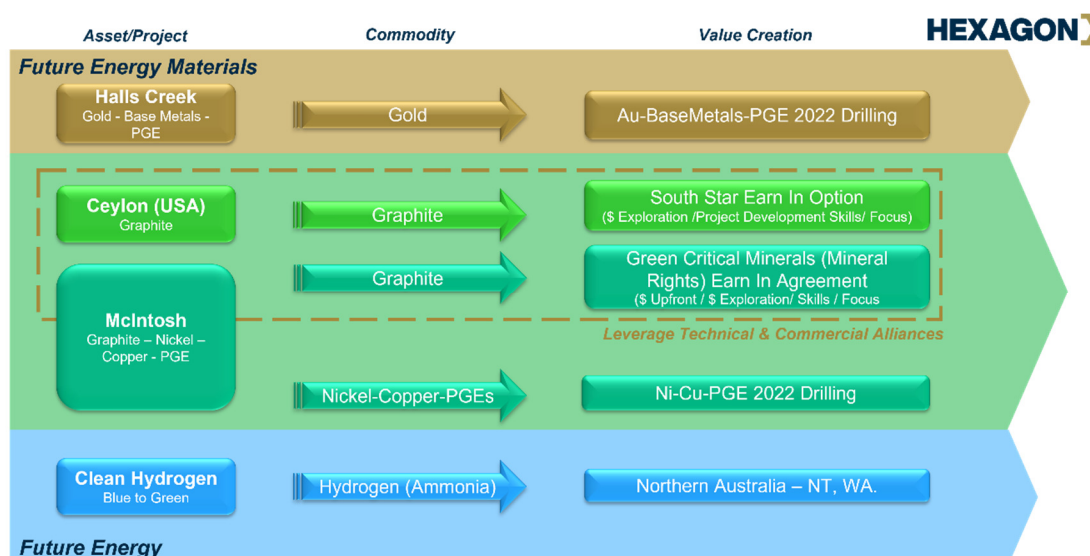 Asset/Project
Commodity
Value Creation
HEXAGON
Future Energy Materials
Halls Creek
Gold - Base Metals -
PGE
Gold
Au-BaseMetals-PGE 2022 Drilling
Ceylon (USA)
Graphite
Graphite
South Star Earn In Option
($ Exploration /Project Development Skills/ Focus)
Graphite
Green Critical Minerals (Mineral
Rights) Earn In Agreement
($ Upfront / $ Exploration/ Skills / Focus
McIntosh
Graphite – Nickel –
Copper - PGE
Leverage Technical & Commercial Alliances
Nickel-Copper-PGEs
Ni-Cu-PGE 2022 Drilling
Clean Hydrogen
Blue to Green
Hydrogen (Ammonia)
Northern Australia – NT, WA.
Future Energy